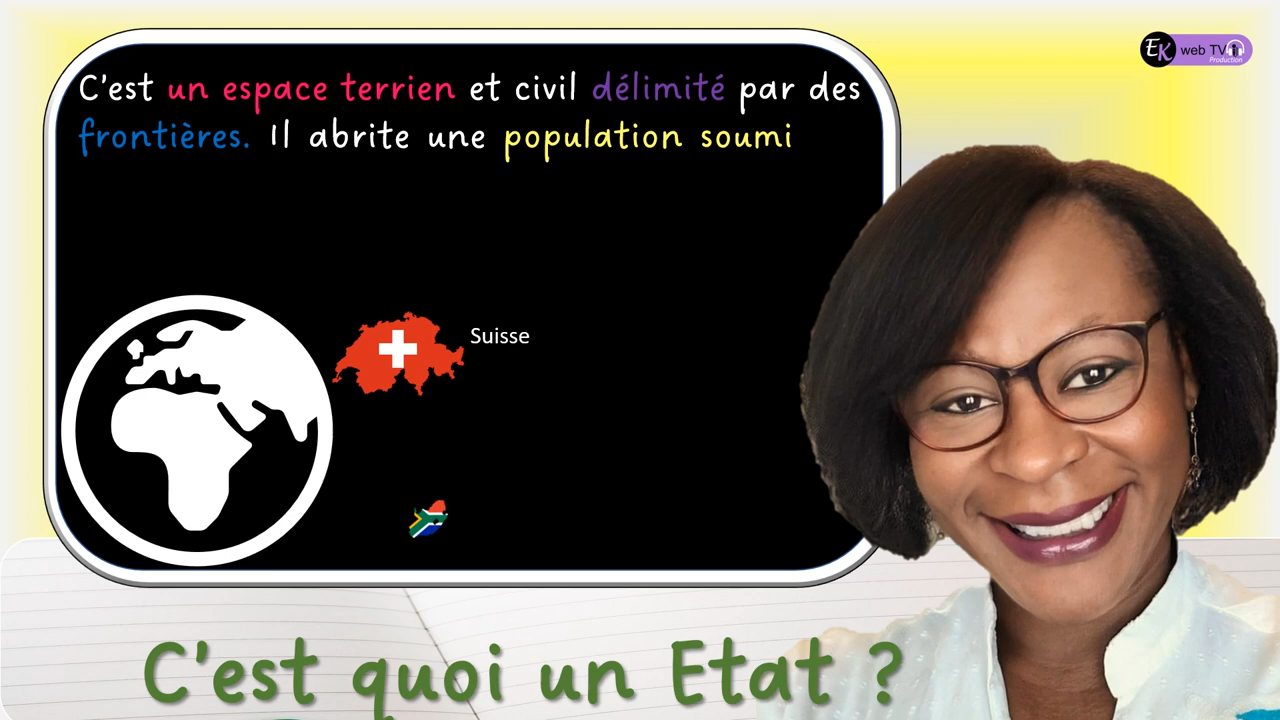 C'est un espace terrien et civil délimité par des
frontières. Il abrite une population soumi
EK web TV
Production
Suisse
C'est quoi un Etat ?